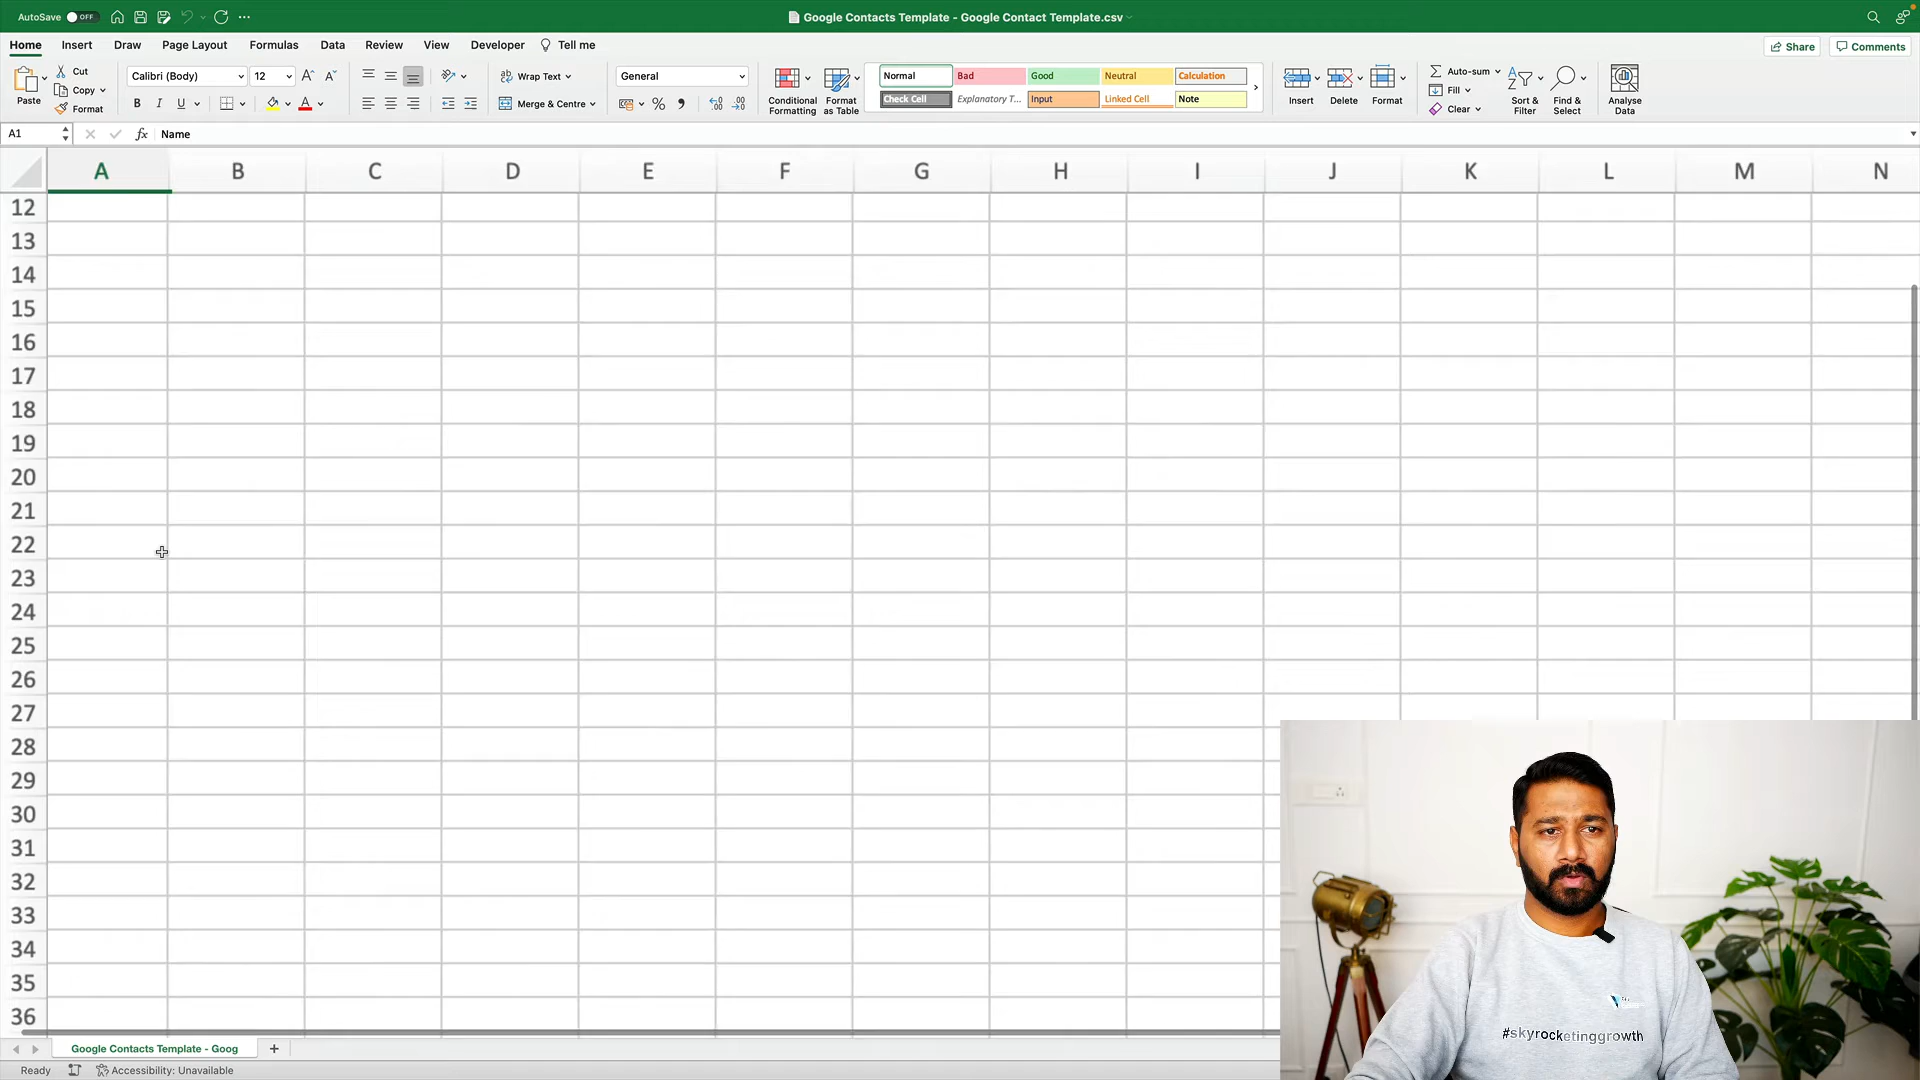 AutoSave OFF
Google Contacts Template - Google Contact Template.csv
Home Insert Draw Page Layout Formulas Data Review View Developer Tell me
Share Comments
Paste Cut Copy Format
Calibri (Body) 12
B I U
Wrap Text
Merge & Centre
General
Conditional Formatting
Format as Table
Normal Bad Good Neutral Calculation
Check Cell Explanatory T... Input Linked Cell Note
Insert Delete Format
Auto-sum
Fill
Clear
Sort & Filter
Find & Select
Analyse Data
A1 fx Name
A B C D E F G H I J K L M N
12
13
14
15
16
17
18
19
20
21
22
23
24
25
26
27
28
29
30
31
32
33
34
35
36
#skyrocketinggrowth
Google Contacts Template - Goog
Ready Accessibility: Unavailable